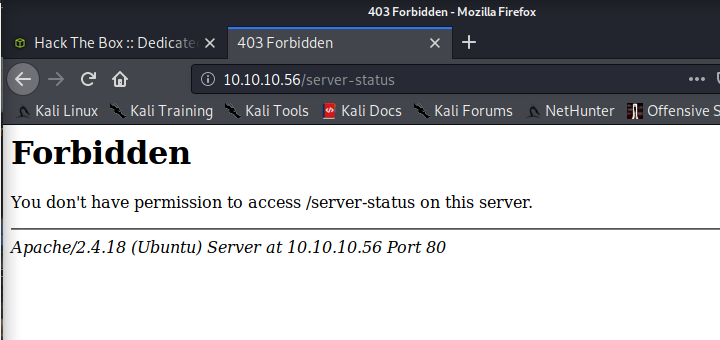 403 Forbidden - Mozilla Firefox
Hack The Box :: Dedicate
403 Forbidden
10.10.10.56/server-status
Kali Linux Kali Training Kali Tools Kali Docs Kali Forums NetHunter Offensive S
Forbidden
You don't have permission to access /server-status on this server.
Apache/2.4.18 (Ubuntu) Server at 10.10.10.56 Port 80